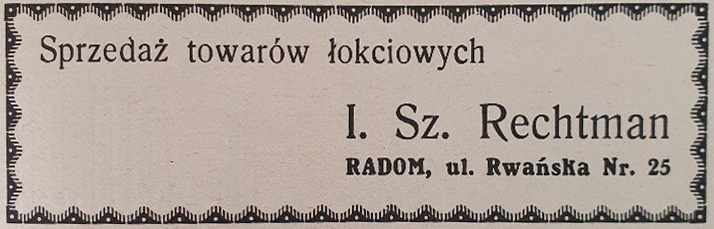 Sprzedaż towarów łokciowych
I. Sz. Rechtman
RADOM, ul. Rwańska Nr. 25